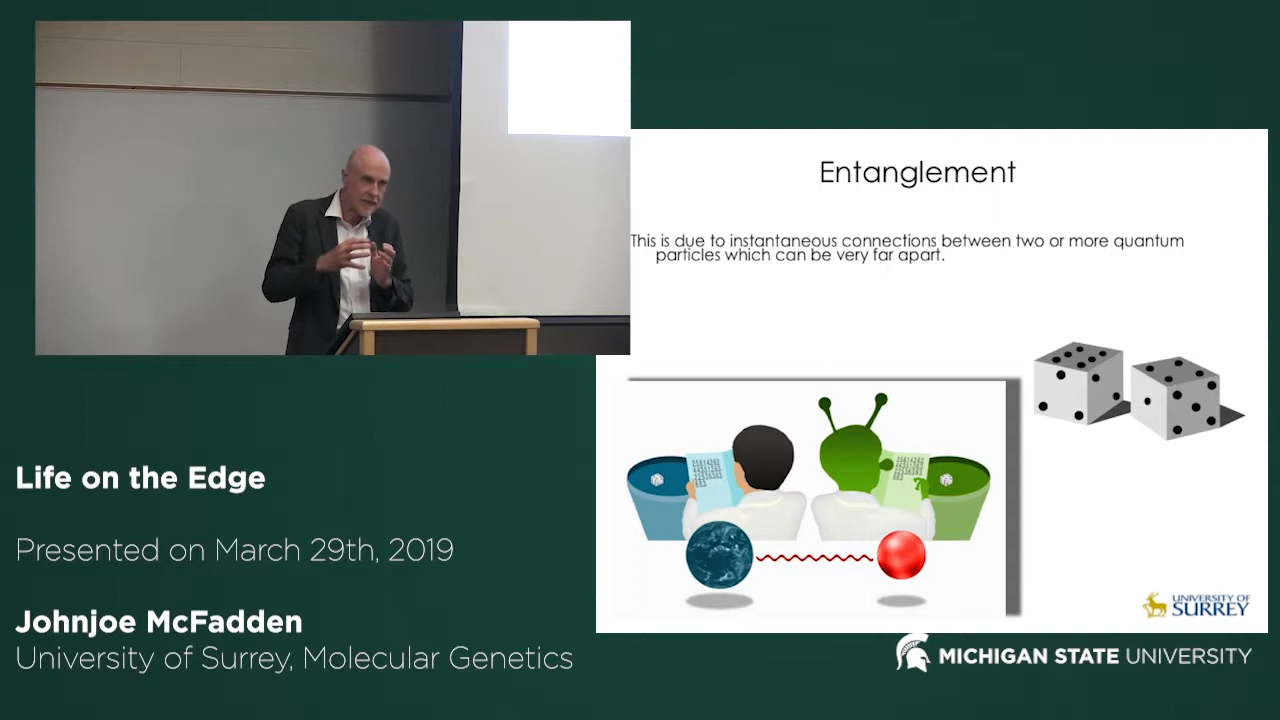 Entanglement
This is due to instantaneous connections between two or more quantum
particles which can be very far apart.
Life on the Edge
Presented on March 29th, 2019
Johnjoe McFadden
University of Surrey, Molecular Genetics
UNIVERSITY OF
SURREY
MICHIGAN STATE UNIVERSITY